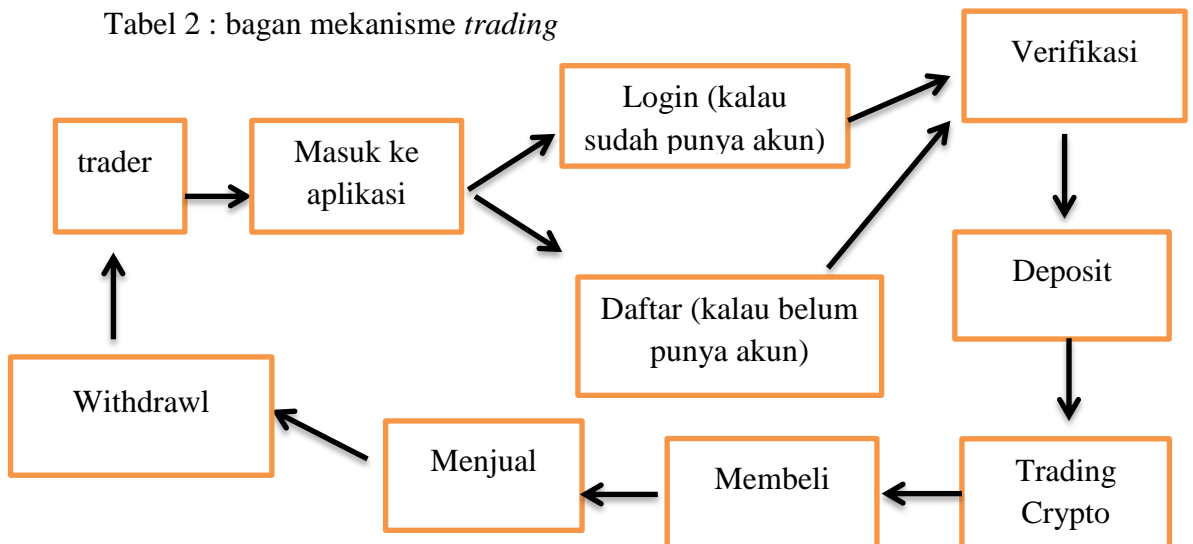 Tabel 2 : bagan mekanisme trading
trader
Masuk ke
aplikasi
Login (kalau
sudah punya akun)
Daftar (kalau belum
punya akun)
Verifikasi
Deposit
Trading
Crypto
Membeli
Menjual
Withdrawl